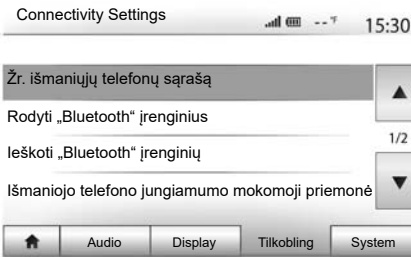 Connectivity Settings
-- °F
15:30
Žr. išmaniųjų telefonų sąrašą
Rodyti „Bluetooth“ įrenginius
1/2
Ieškoti „Bluetooth“ įrenginių
Išmaniojo telefono jungiamumo mokomoji priemonė
Audio
Display
Tilkobling
System